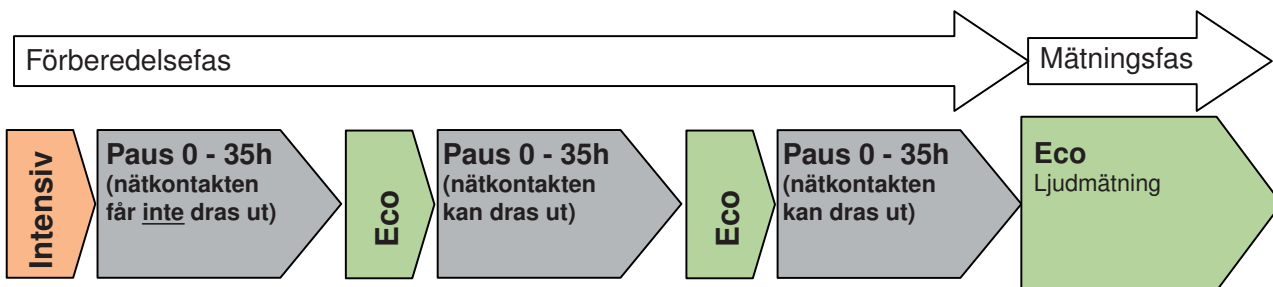 Förberedelsefas
Mätningsfas
Intensiv
Paus 0 - 35h
(nätkontakten
får inte dras ut)
Eco
Paus 0 - 35h
(nätkontakten
kan dras ut)
Eco
Paus 0 - 35h
(nätkontakten
kan dras ut)
Eco
Ljudmätning